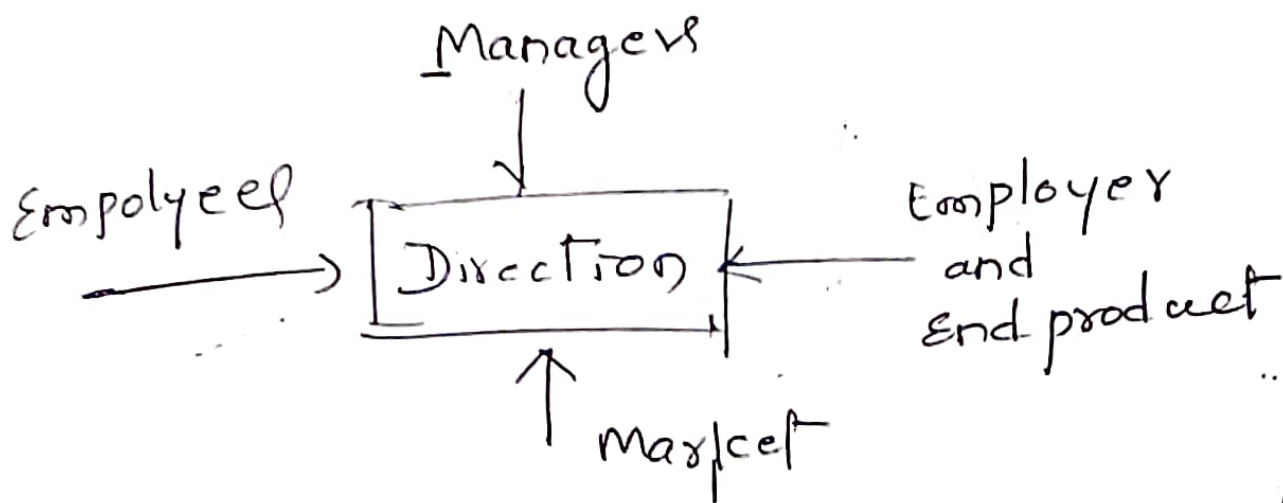 Managers
Empolyees
Direction
Employer
and
End product
Market